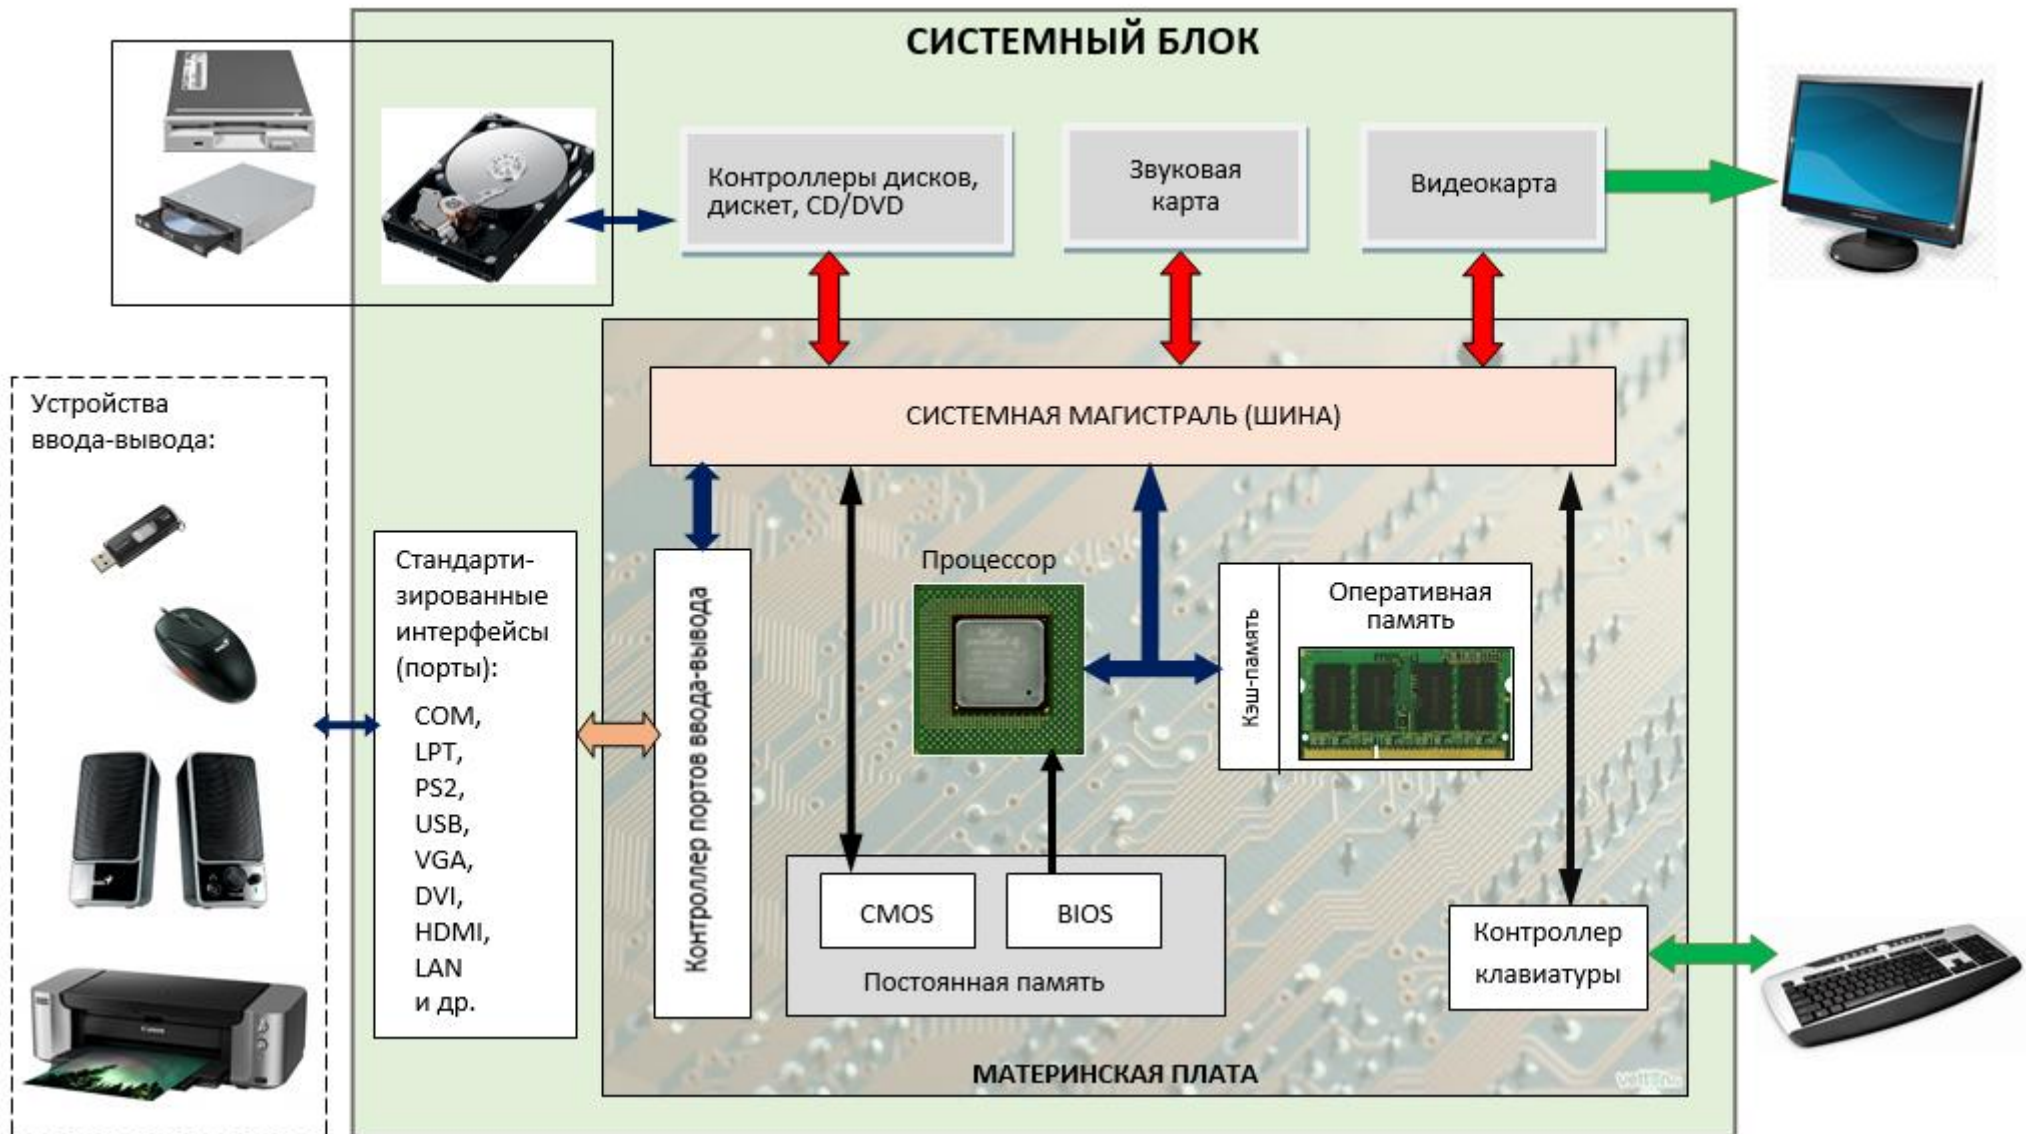 СИСТЕМНЫЙ БЛОК
Контроллеры дисков,
дискет, CD/DVD
Звуковая
карта
Видеокарта
СИСТЕМНАЯ МАГИСТРАЛЬ (ШИНА)
Устройства
ввода-вывода:
Стандарти-
зированные
интерфейсы
(порты):
COM,
LPT,
PS2,
USB,
VGA,
DVI,
HDMI,
LAN
и др.
Контроллер портов ввода-вывода
Процессор
Кэш-память
Оперативная
память
CMOS
BIOS
Постоянная память
Контроллер
клавиатуры
МАТЕРИНСКАЯ ПЛАТА